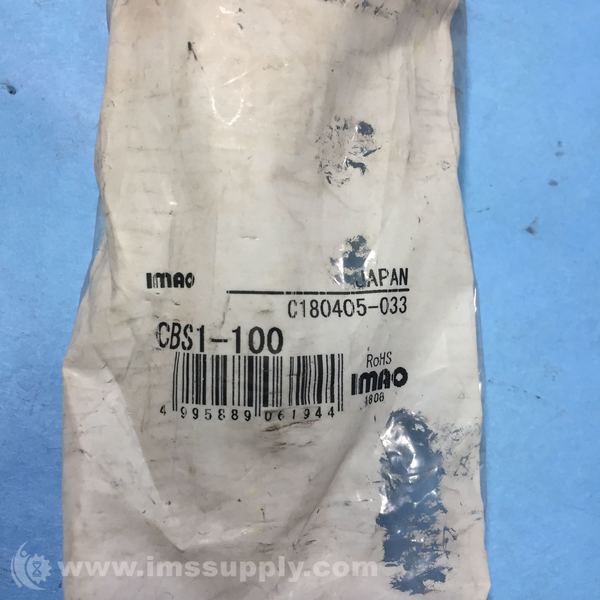 IMAO
JAPAN
C180405-033
CBS1-100
RoHS
IMAO
1808
4 995889 061944
www.imssupply.com